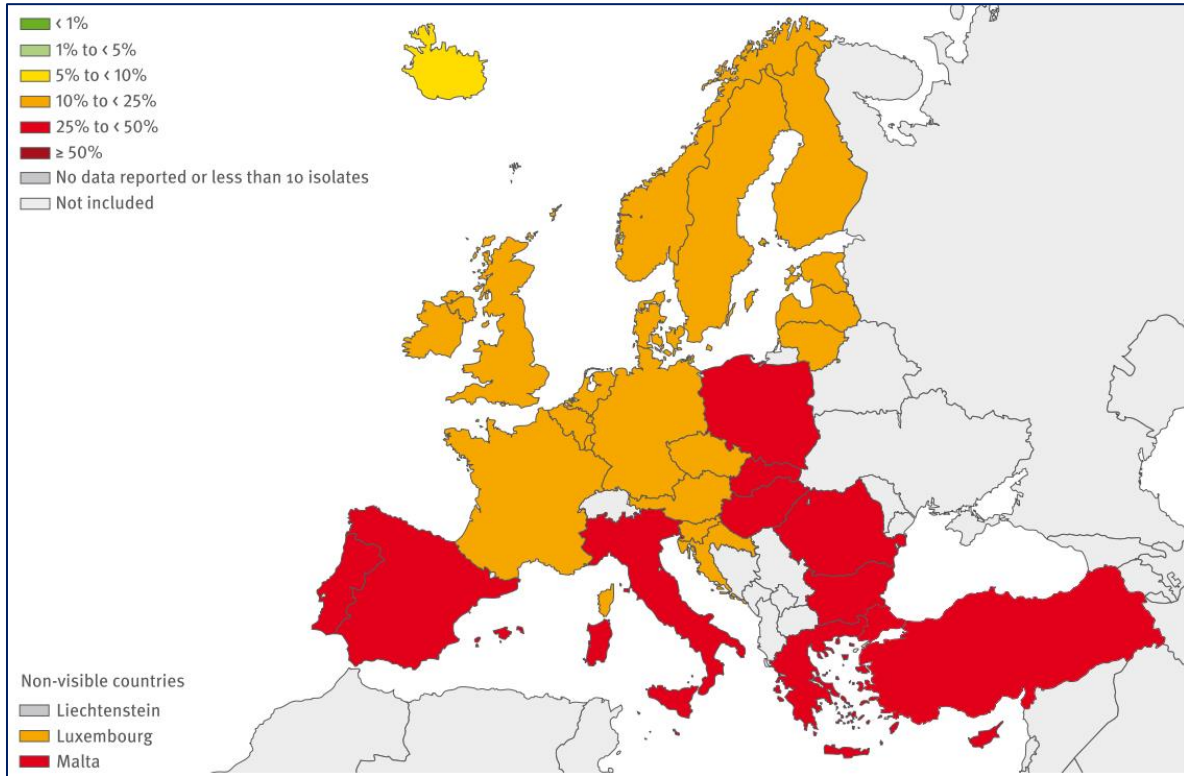 < 1%
1% to < 5%
5% to < 10%
10% to < 25%
25% to < 50%
≥ 50%
No data reported or less than 10 isolates
Not included
Non-visible countries
Liechtenstein
Luxembourg
Malta